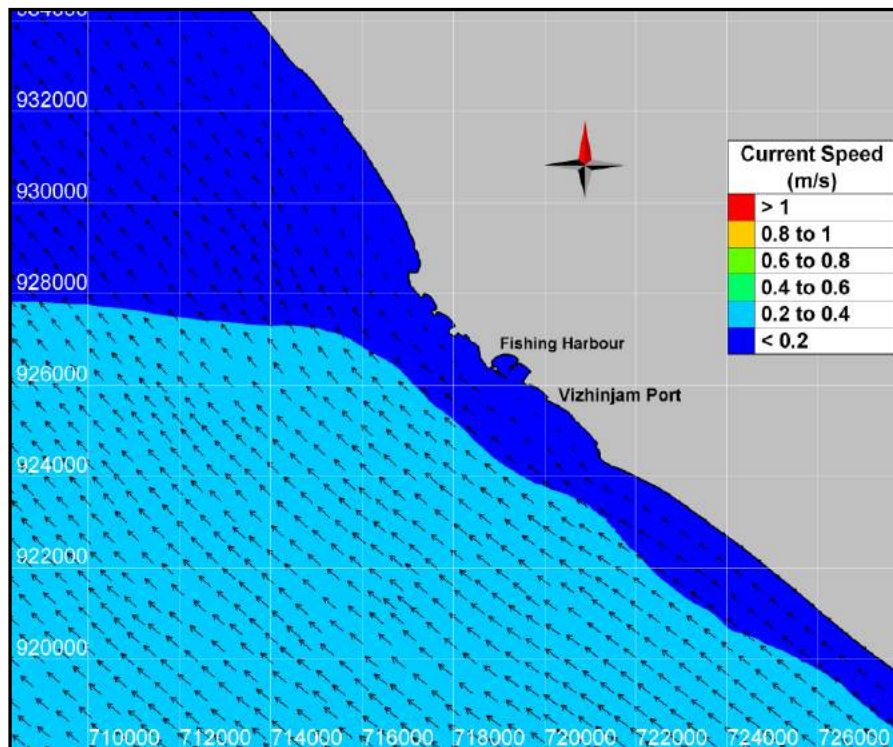 934000
932000
930000
928000
926000
924000
922000
920000
Current Speed
(m/s)
> 1
0.8 to 1
0.6 to 0.8
0.4 to 0.6
0.2 to 0.4
< 0.2
Fishing Harbour
Vizhinjam Port
710000 712000 714000 716000 718000 720000 722000 724000 726000